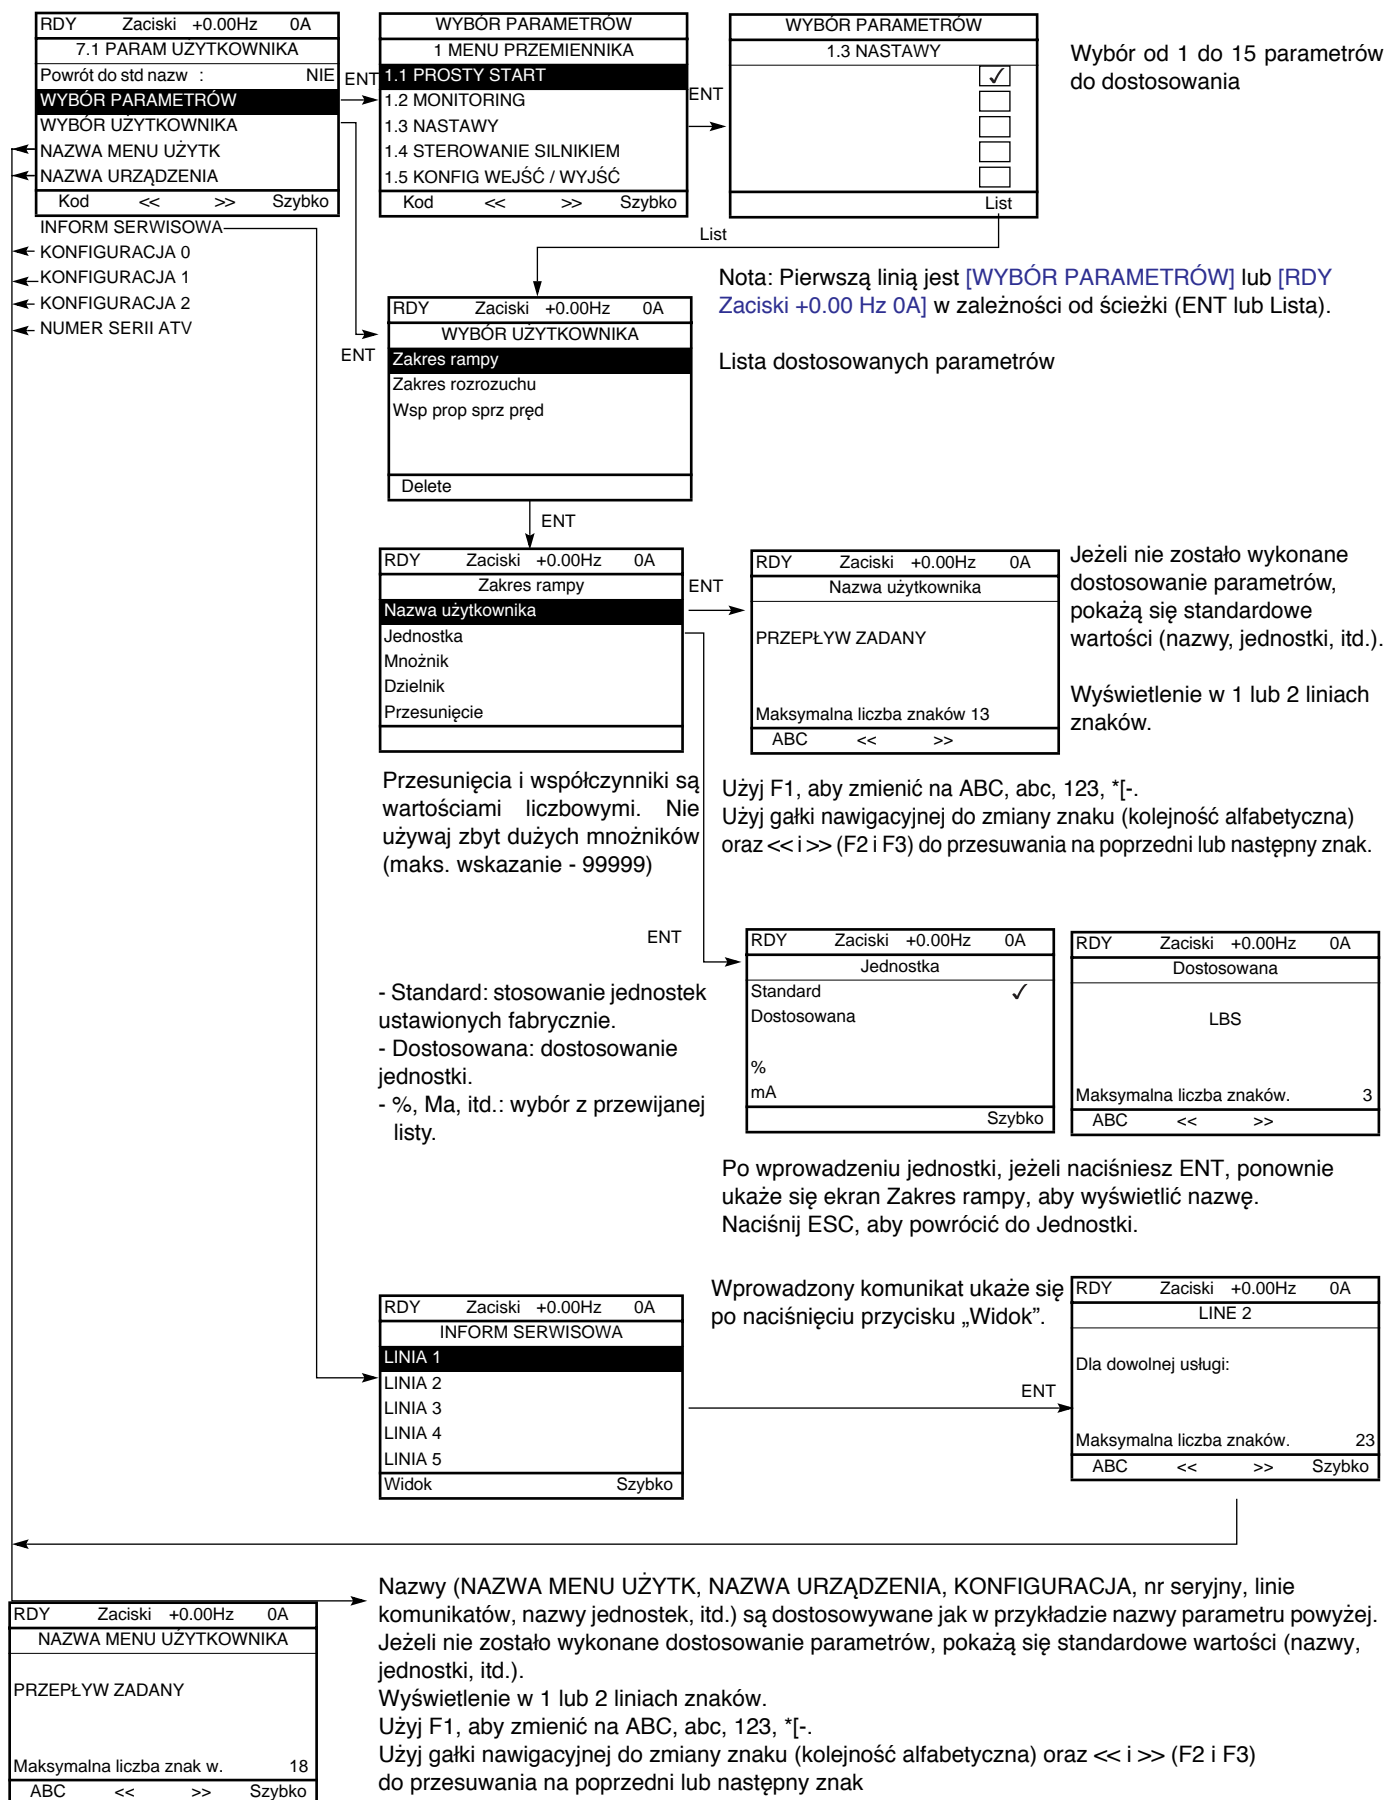 RDY Zaciski +0.00Hz 0A
7.1 PARAM UŻYTKOWNIKA
Powrót do std nazw : NIE
WYBÓR PARAMETRÓW
WYBÓR UŻYTKOWNIKA
NAZWA MENU UŻYTK
NAZWA URZĄDZENIA
Kod << >> Szybko
INFORM SERWISOWA
KONFIGURACJA 0
KONFIGURACJA 1
KONFIGURACJA 2
NUMER SERII ATV
ENT
WYBÓR PARAMETRÓW
1 MENU PRZEMIENNIKA
1.1 PROSTY START
1.2 MONITORING
1.3 NASTAWY
1.4 STEROWANIE SILNIKIEM
1.5 KONFIG WEJŚĆ / WYJŚĆ
Kod << >> Szybko
ENT
WYBÓR PARAMETRÓW
1.3 NASTAWY
✓
List
Wybór od 1 do 15 parametrów
do dostosowania
List
Nota: Pierwszą linią jest [WYBÓR PARAMETRÓW] lub [RDY
Zaciski +0.00 Hz 0A] w zależności od ścieżki (ENT lub Lista).
Lista dostosowanych parametrów
ENT
RDY Zaciski +0.00Hz 0A
WYBÓR UŻYTKOWNIKA
Zakres rampy
Zakres rozrozuchu
Wsp prop sprz pręd
Delete
ENT
RDY Zaciski +0.00Hz 0A
Zakres rampy
Nazwa użytkownika
Jednostka
Mnożnik
Dzielnik
Przesunięcie
ENT
RDY Zaciski +0.00Hz 0A
Nazwa użytkownika
PRZEPŁYW ZADANY
Maksymalna liczba znaków 13
ABC << >>
Jeżeli nie zostało wykonane
dostosowanie parametrów,
pokażą się standardowe
wartości (nazwy, jednostki, itd.).
Wyświetlenie w 1 lub 2 liniach
znaków.
Przesunięcia i współczynniki są
wartościami liczbowymi. Nie
używaj zbyt dużych mnożników
(maks. wskazanie - 99999)
Użyj F1, aby zmienić na ABC, abc, 123, *[-.
Użyj gałki nawigacyjnej do zmiany znaku (kolejność alfabetyczna)
oraz << i >> (F2 i F3) do przesuwania na poprzedni lub następny znak.
ENT
- Standard: stosowanie jednostek
ustawionych fabrycznie.
- Dostosowana: dostosowanie
jednostki.
- %, Ma, itd.: wybór z przewijanej
listy.
RDY Zaciski +0.00Hz 0A
Jednostka
Standard ✓
Dostosowana
%
mA
Szybko
RDY Zaciski +0.00Hz 0A
Dostosowana
LBS
Maksymalna liczba znaków. 3
ABC << >>
Po wprowadzeniu jednostki, jeżeli naciśniesz ENT, ponownie
ukaże się ekran Zakres rampy, aby wyświetlić nazwę.
Naciśnij ESC, aby powrócić do Jednostki.
RDY Zaciski +0.00Hz 0A
INFORM SERWISOWA
LINIA 1
LINIA 2
LINIA 3
LINIA 4
LINIA 5
Widok Szybko
Wprowadzony komunikat ukaże się
po naciśnięciu przycisku „Widok”.
ENT
RDY Zaciski +0.00Hz 0A
LINE 2
Dla dowolnej usługi:
Maksymalna liczba znaków. 23
ABC << >> Szybko
RDY Zaciski +0.00Hz 0A
NAZWA MENU UŻYTKOWNIKA
PRZEPŁYW ZADANY
Maksymalna liczba znak w. 18
ABC << >> Szybko
Nazwy (NAZWA MENU UŻYTK, NAZWA URZĄDZENIA, KONFIGURACJA, nr seryjny, linie
komunikatów, nazwy jednostek, itd.) są dostosowywane jak w przykładzie nazwy parametru powyżej.
Jeżeli nie zostało wykonane dostosowanie parametrów, pokażą się standardowe wartości (nazwy,
jednostki, itd.).
Wyświetlenie w 1 lub 2 liniach znaków.
Użyj F1, aby zmienić na ABC, abc, 123, *[-.
Użyj gałki nawigacyjnej do zmiany znaku (kolejność alfabetyczna) oraz << i >> (F2 i F3)
do przesuwania na poprzedni lub następny znak